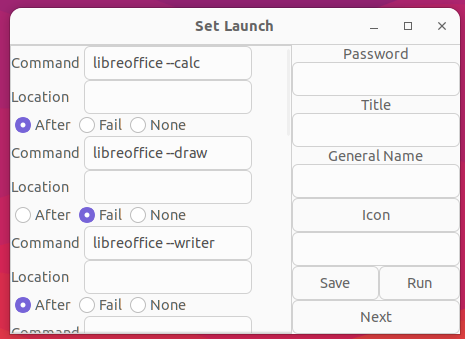 Set Launch
Command libreoffice --calc
Location
After Fail None
Command libreoffice --draw
Location
After Fail None
Command libreoffice --writer
Location
After Fail None
Command
Password
Title
General Name
Icon
Save Run
Next